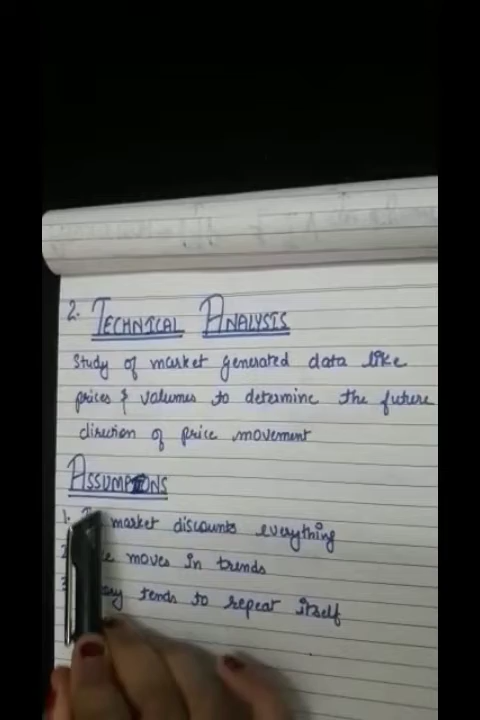 2. TECHNICAL ANALYSIS
Study of market generated data like
prices & volumes to determine the future
direction of price movement
ASSUMPTIONS
1. market discounts everything
moves in trends
tends to repeat itself